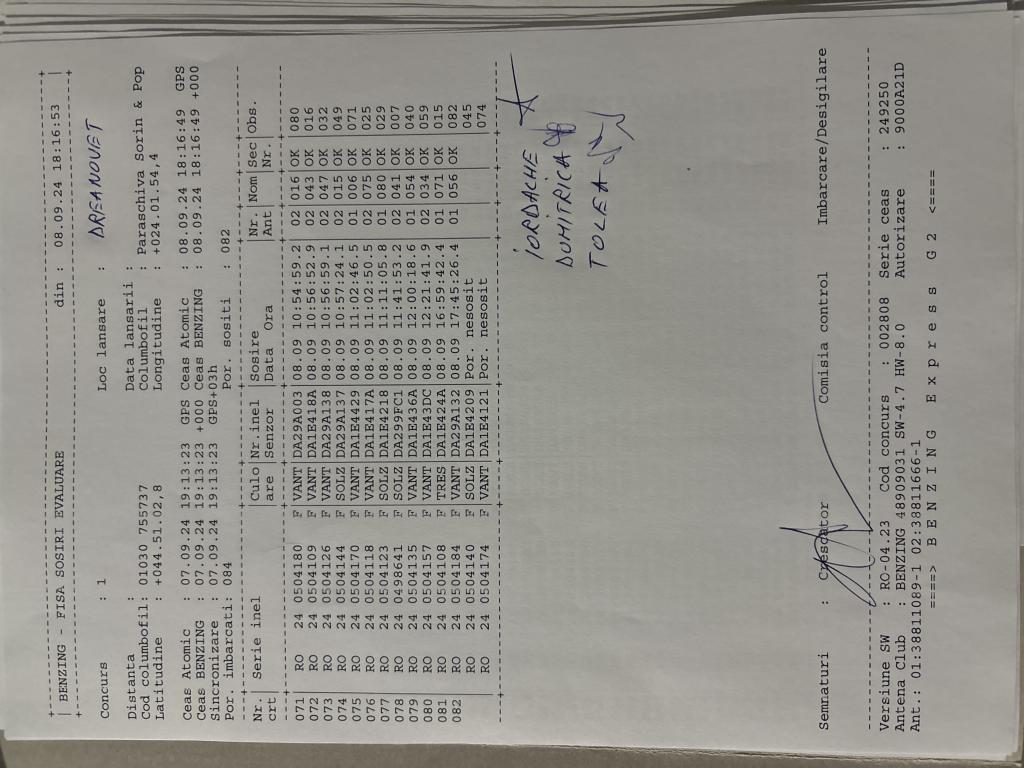 | BENZING - FISA SOSIRI EVALUARE din : 08.09.24 18:16:53 |
Concurs : 1 Loc lansare : DREANOVET
Distanta : Data lansarii :
Cod columbofil: 01030 755737 Columbofil : Paraschiva Sorin & Pop
Latitudine : +044.51.02,8 Longitudine : +024.01.54,4
Ceas Atomic : 07.09.24 19:13:23 GPS Ceas Atomic : 08.09.24 18:16:49 GPS
Ceas BENZING : 07.09.24 19:13:23 +000 Ceas BENZING : 08.09.24 18:16:49 +000
Sincronizare : 07.09.24 19:13:23 GPS+03h
Por. imbarcati: 984 Por. sositi : 082
Nr.| Serie inel |Culo|Nr.inel |Sosire |Nr.|Nom|Sec|Obs.
crt| |are |Senzor |Data Ora |Ant| |Nr.|
071| RO 24 0504180 F VANT DA29A003|08.09 10:54:59.2|02|016|OK|080
072| RO 24 0504109 F VANT DA1E418A|08.09 10:56:52.9|02|043|OK|016
073| RO 24 0504126 F VANT DA29A138|08.09 10:56:59.1|02|047|OK|032
074| RO 24 0504144 F SOLZ DA29A137|08.09 10:57:24.1|02|015|OK|049
075| RO 24 0504170 F VANT DA1E4429|08.09 11:02:46.5|01|006|OK|071
076| RO 24 0504118 F VANT DA1E417A|08.09 11:02:50.5|02|075|OK|025
077| RO 24 0504123 F SOLZ DA1E4218|08.09 11:11:05.8|01|080|OK|029
078| RO 24 0498641 F SOLZ DA299FC1|08.09 11:41:53.2|02|041|OK|007
079| RO 24 0504135 F VANT DA1E436A|08.09 12:00:18.6|01|054|OK|040
080| RO 24 0504157 F VANT DA1E43DC|08.09 12:21:41.9|02|034|OK|059
081| RO 24 0504108 F TRES DA1E424A|08.09 16:59:42.4|01|071|OK|015
082| RO 24 0504184 F VANT DA29A132|08.09 17:45:26.4|01|056|OK|082
| RO 24 0504140 F SOLZ DA1E4209|Por. nesosit 045
| RO 24 0504174 F VANT DA1E4121|Por. nesosit 074
IORDACHE
DUMITRICA
TOLEA
Semnaturi : Crescator Comisia control Imbarcare/Desigilare
Versiune SW : RO-04.23 Cod concurs : 002808 Serie ceas : 249250
Antena Club : BENZING 48909031 SW-4.7 HW-8.0 Autorizare : 9000A21D
Ant.: 01:38811089-1 02:38811666-1
====> B E N Z I N G E x p r e s s G 2 <====